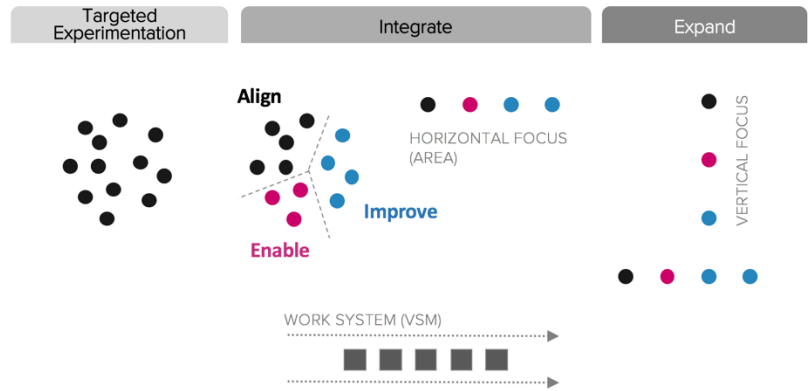 Targeted
Experimentation
Integrate
Expand
Align
Improve
Enable
HORIZONTAL FOCUS
(AREA)
VERTICAL FOCUS
WORK SYSTEM (VSM)